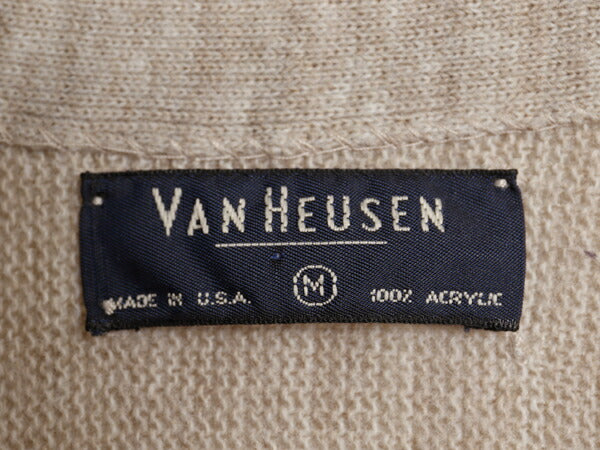 VAN HEUSEN
MADE IN U.S.A. M 100% ACRYLIC